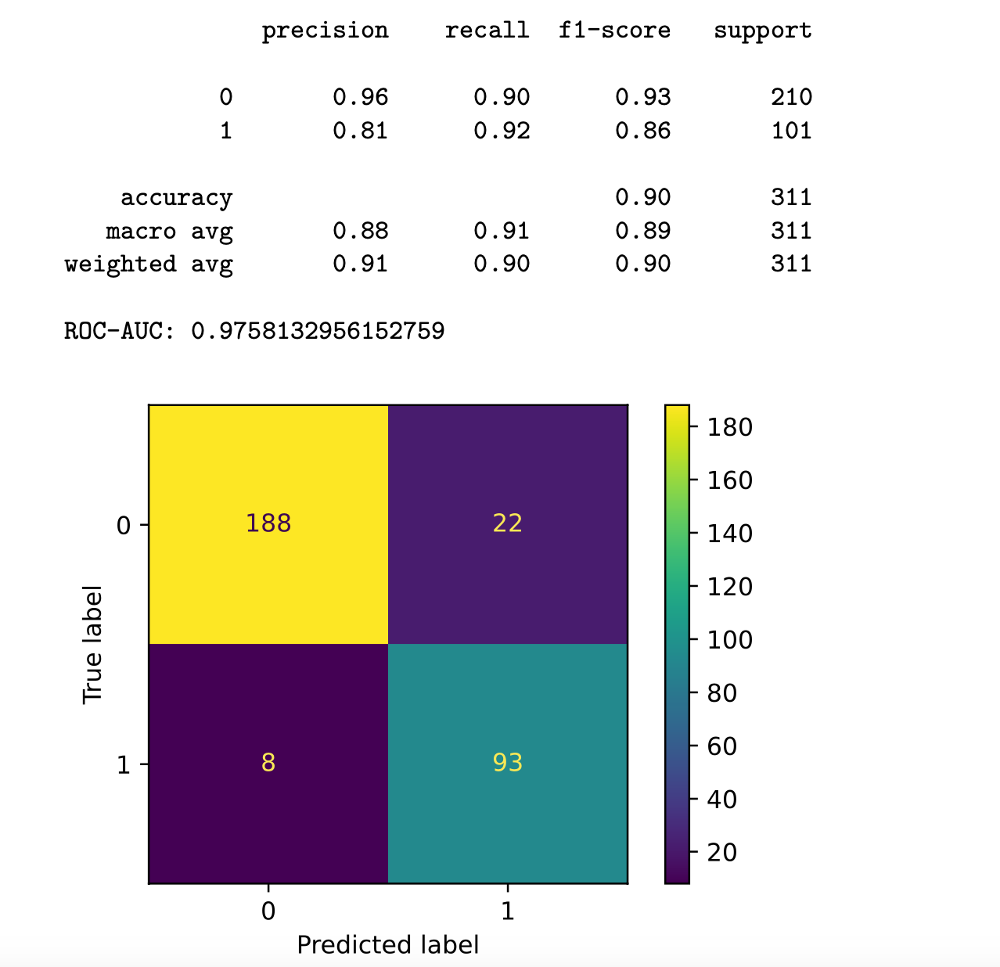 precision recall f1-score support
0 0.96 0.90 0.93 210
1 0.81 0.92 0.86 101
accuracy 0.90 311
macro avg 0.88 0.91 0.89 311
weighted avg 0.91 0.90 0.90 311
ROC-AUC: 0.9758132956152759
180
160
140
120
100
80
60
40
20
True label
0
1
188 22
8 93
0 1
Predicted label